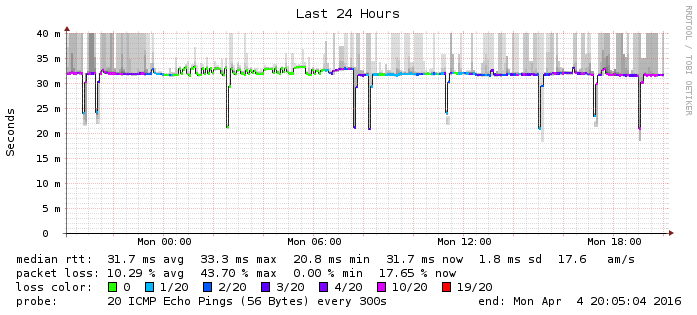 Last 24 Hours
RRDTOOL / TOBI OETIKER
Seconds
40 m
35 m
30 m
25 m
20 m
15 m
10 m
5 m
0
Mon 00:00 Mon 06:00 Mon 12:00 Mon 18:00
median rtt: 31.7 ms avg 33.3 ms max 20.8 ms min 31.7 ms now 1.8 ms sd 17.6 am/s
packet loss: 10.29 % avg 43.70 % max 0.00 % min 17.65 % now
loss color: 0 1/20 2/20 3/20 4/20 10/20 19/20
probe: 20 ICMP Echo Pings (56 Bytes) every 300s end: Mon Apr 4 20:05:04 2016